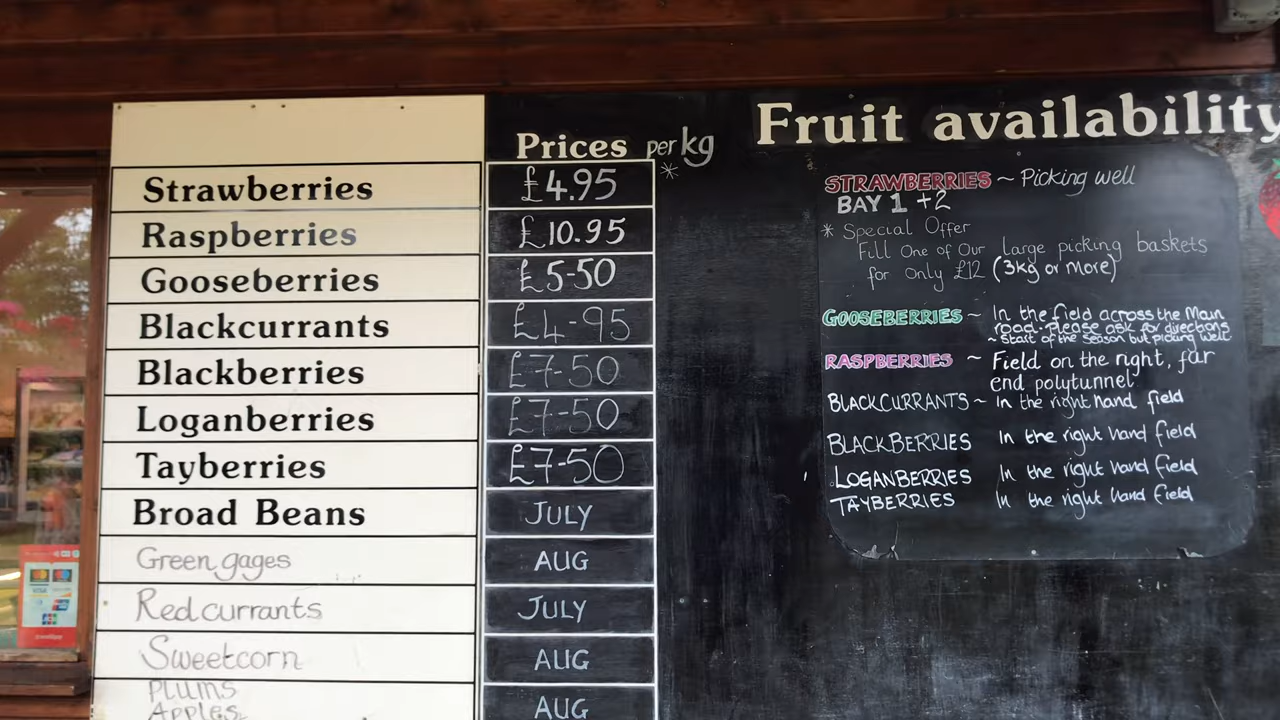 Prices per kg
Strawberries £4.95 *
Raspberries £10.95
Gooseberries £5-50
Blackcurrants £4-95
Blackberries £7-50
Loganberries £7-50
Tayberries £7-50
Broad Beans JULY
Green gages AUG
Redcurrants JULY
Sweetcorn AUG
Plums
Apples AUG
Fruit availability
STRAWBERRIES ~ Picking well
BAY 1 + 2
* Special Offer
Fill One of Our large picking baskets
for only £12 (3kg or more)
GOOSEBERRIES ~ In the field across the Main
road. Please ask for directions
~ Start of the season but picking well
RASPBERRIES ~ Field on the right, far
end polytunnel
BLACKCURRANTS ~ In the right hand field
BLACKBERRIES In the right hand field
LOGANBERRIES In the right hand field
TAYBERRIES In the right hand field
VISA